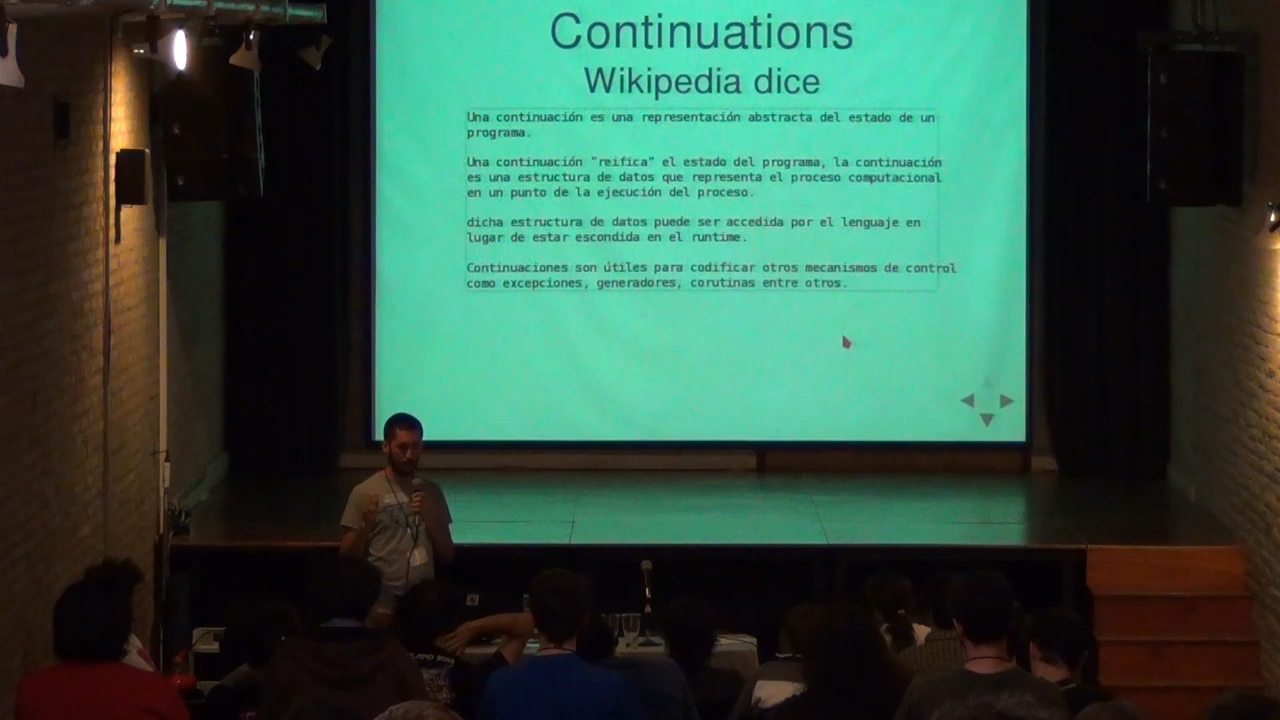 Continuations
Wikipedia dice
Una continuación es una representación abstracta del estado de un
programa.
Una continuación "reifica" el estado del programa, la continuación
es una estructura de datos que representa el proceso computacional
en un punto de la ejecución del proceso.
dicha estructura de datos puede ser accedida por el lenguaje en
lugar de estar escondida en el runtime.
Continuaciones son útiles para codificar otros mecanismos de control
como excepciones, generadores, corutinas entre otros.